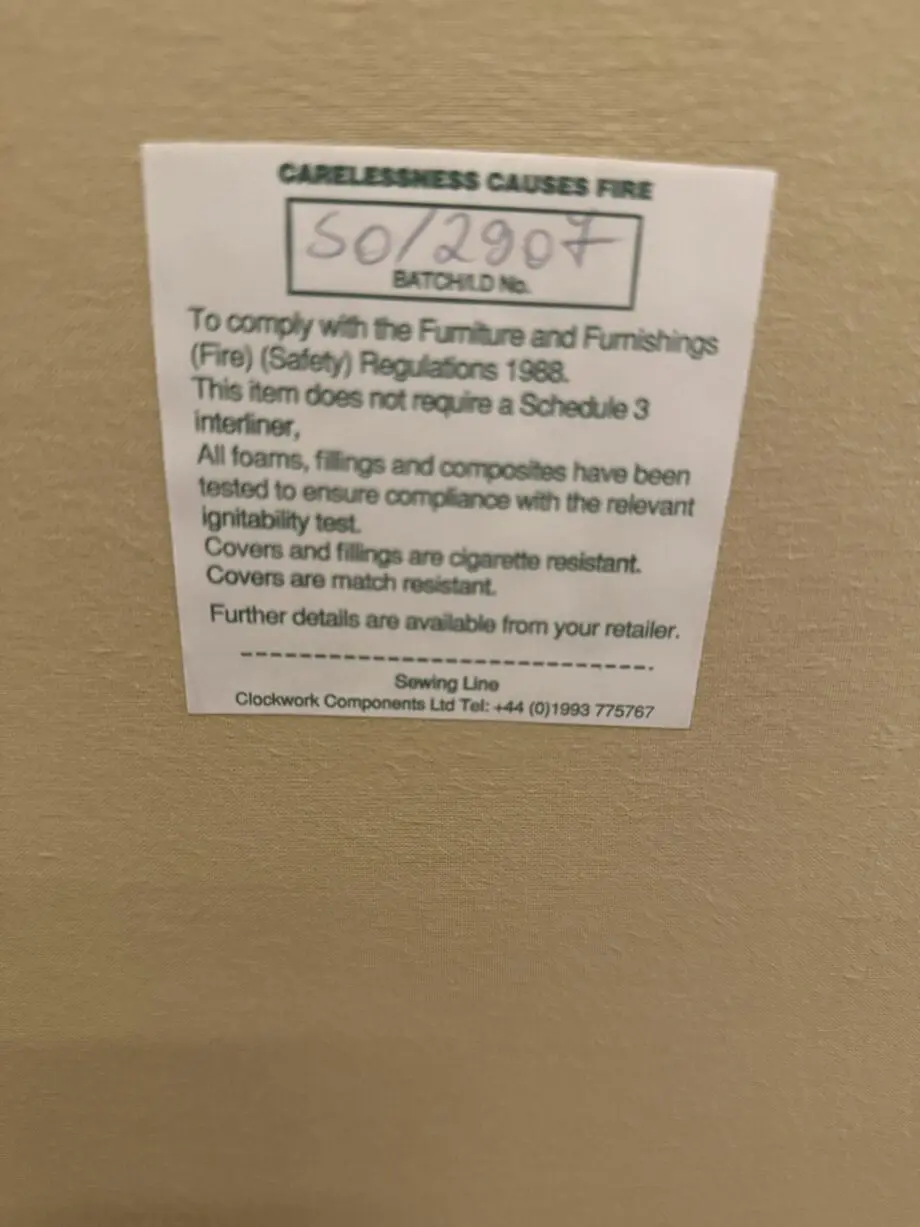 CARELESSNESS CAUSES FIRE
SO/2907
BATCH/I.D No.
To comply with the Furniture and Furnishings
(Fire) (Safety) Regulations 1988.
This item does not require a Schedule 3
interliner,
All foams, fillings and composites have been
tested to ensure compliance with the relevant
ignitability test.
Covers and fillings are cigarette resistant.
Covers are match resistant.
Further details are available from your retailer.
Sewing Line
Clockwork Components Ltd Tel: +44 (0)1993 775767